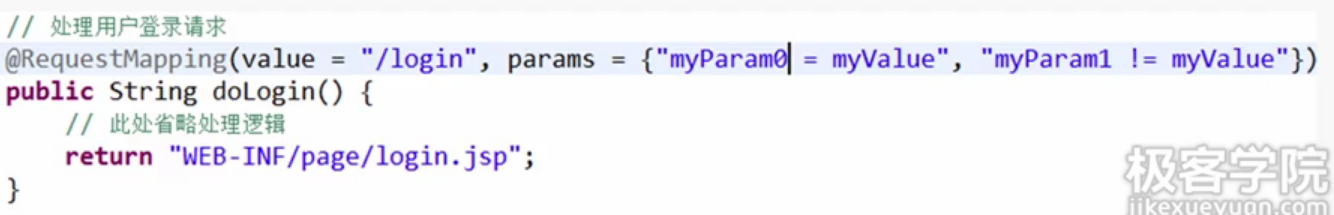 // 处理用户登录请求
@RequestMapping(value = "/login", params = {"myParam0 = myValue", "myParam1 != myValue"})
public String doLogin() {
// 此处省略处理逻辑
return "WEB-INF/page/login.jsp";
}
极客学院
jikexueyuan.com